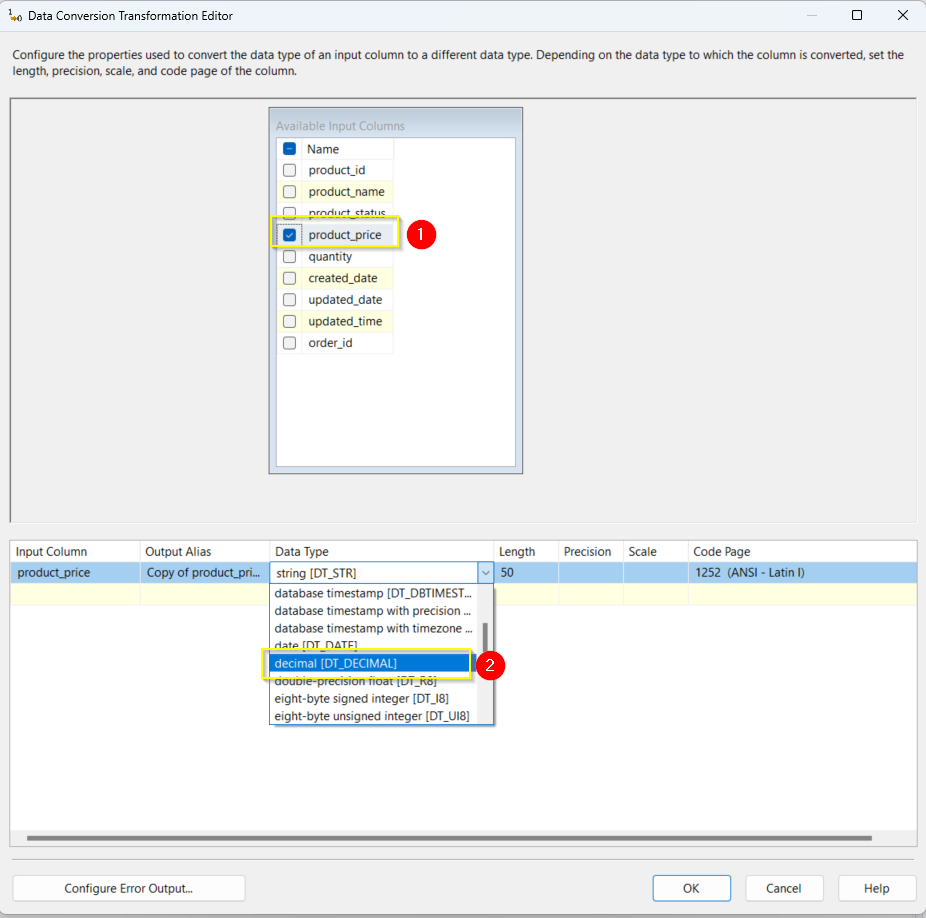 Data Conversion Transformation Editor
Configure the properties used to convert the data type of an input column to a different data type. Depending on the data type to which the column is converted, set the
length, precision, scale, and code page of the column.
Available Input Columns
Name
product_id
product_name
product_status
product_price
1
quantity
created_date
updated_date
updated_time
order_id
Input Column Output Alias Data Type Length Precision Scale Code Page
product_price Copy of product_pri... string [DT_STR] 50 1252 (ANSI - Latin I)
database timestamp [DT_DBTIMEST...
database timestamp with precision ...
database timestamp with timezone ...
date [DT_DATE]
decimal [DT_DECIMAL]
2
double-precision float [DT_R8]
eight-byte signed integer [DT_I8]
eight-byte unsigned integer [DT_UI8]
Configure Error Output... OK Cancel Help